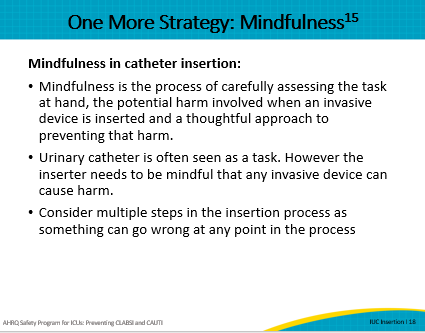 One More Strategy: Mindfulness15
Mindfulness in catheter insertion:
• Mindfulness is the process of carefully assessing the task
at hand, the potential harm involved when an invasive
device is inserted and a thoughtful approach to
preventing that harm.
• Urinary catheter is often seen as a task. However the
inserter needs to be mindful that any invasive device can
cause harm.
• Consider multiple steps in the insertion process as
something can go wrong at any point in the process
AHRQ Safety Program for ICUs: Preventing CLABSI and CAUTI
IUC Insertion I 18